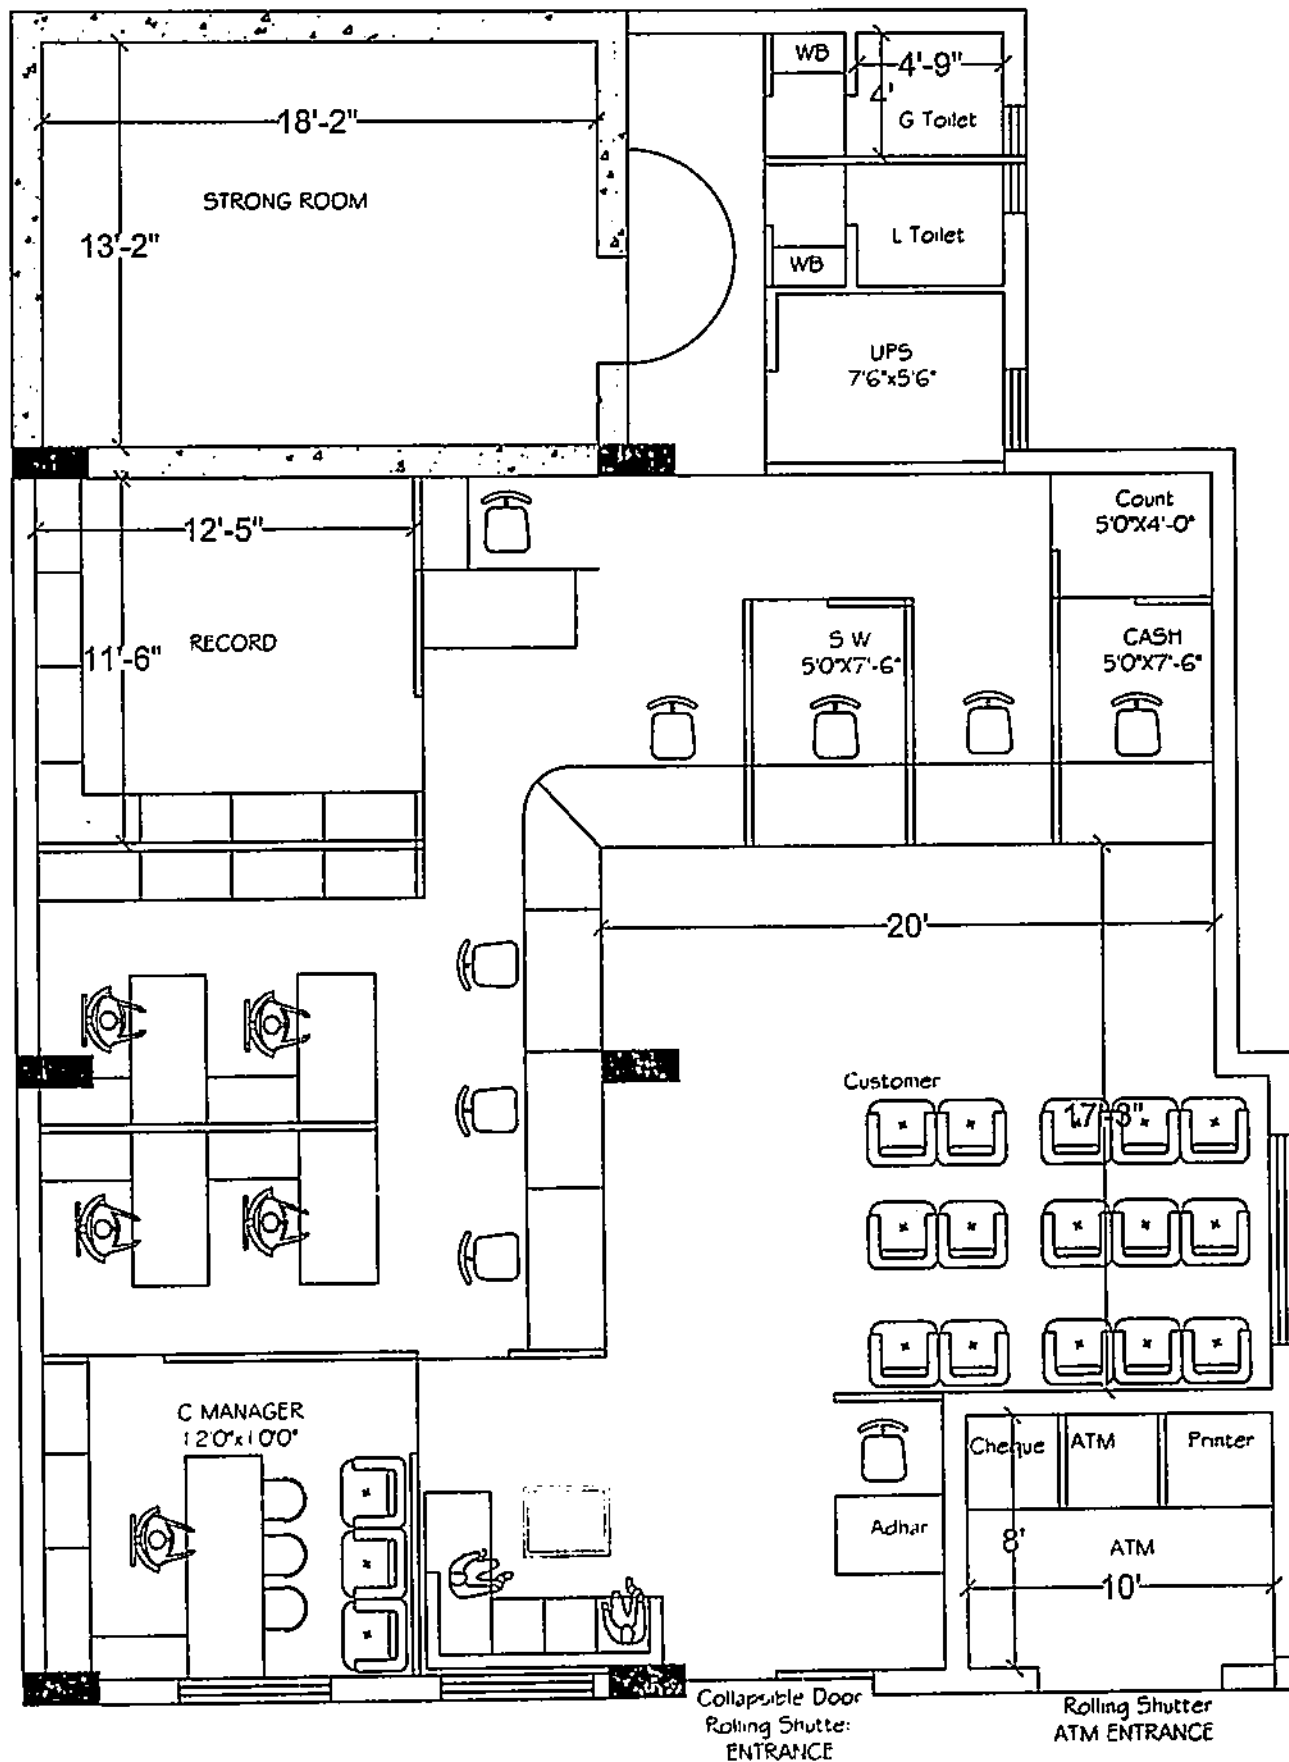 WB
4'-9"
4'
G Toilet
18'-2"
STRONG ROOM
13'-2"
L Toilet
WB
UPS
7'6"x5'6"
Count
5'0"X4'-0"
12'-5"
RECORD
11'-6"
S W
5'0"X7'-6"
CASH
5'0"X7'-6"
20'
Customer
17'-3"
C MANAGER
12'0"x10'0"
Cheque
ATM
Printer
Adhar
8'
ATM
10'
Collapsible Door
Rolling Shutter
ENTRANCE
Rolling Shutter
ATM ENTRANCE